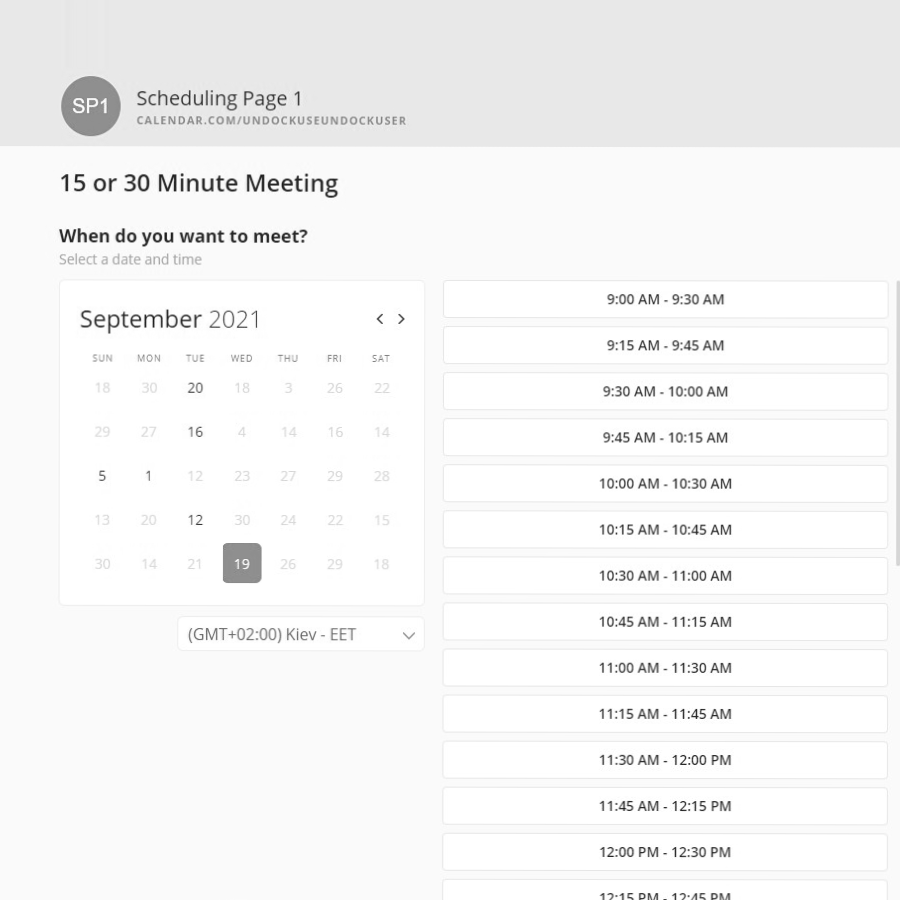 SP1
Scheduling Page 1
CALENDAR.COM/UNDOCKUSEUNDOCKUSER
15 or 30 Minute Meeting
When do you want to meet?
Select a date and time
September 2021
SUN MON TUE WED THU FRI SAT
18 30 20 18 3 26 22
29 27 16 4 14 16 14
5 1 12 23 27 29 28
13 20 12 30 24 22 15
30 14 21 19 26 29 18
(GMT+02:00) Kiev - EET
9:00 AM - 9:30 AM
9:15 AM - 9:45 AM
9:30 AM - 10:00 AM
9:45 AM - 10:15 AM
10:00 AM - 10:30 AM
10:15 AM - 10:45 AM
10:30 AM - 11:00 AM
10:45 AM - 11:15 AM
11:00 AM - 11:30 AM
11:15 AM - 11:45 AM
11:30 AM - 12:00 PM
11:45 AM - 12:15 PM
12:00 PM - 12:30 PM
12:15 PM - 12:45 PM